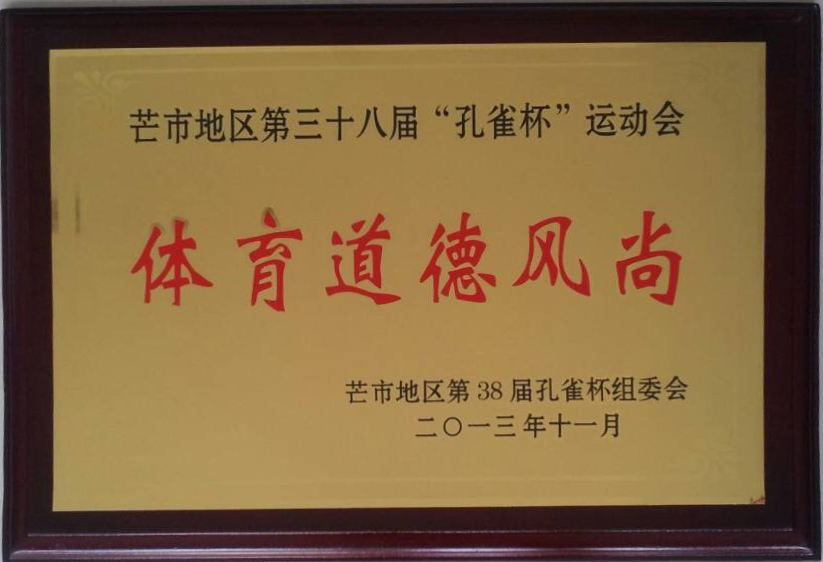 芒市地区第三十八届“孔雀杯”运动会
体育道德风尚
芒市地区第38届孔雀杯组委会
二〇一三年十一月